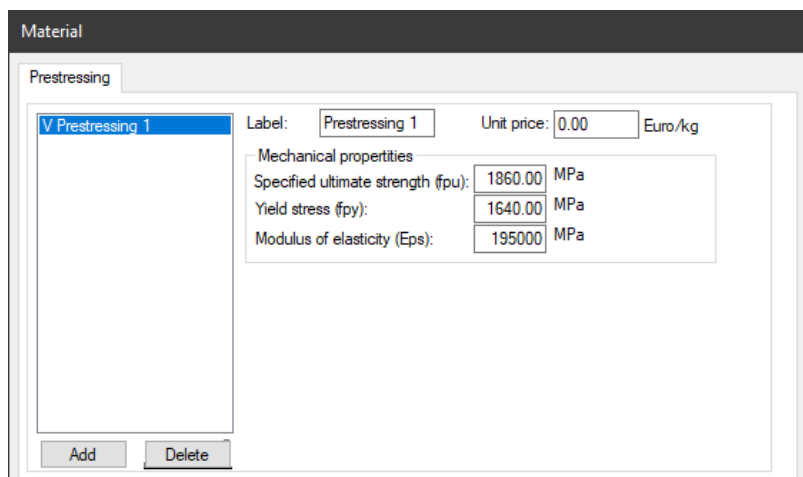 Material
Prestressing
V Prestressing 1
Label: Prestressing 1 Unit price: 0.00 Euro/kg
Mechanical propertities
Specified ultimate strength (fpu): 1860.00 MPa
Yield stress (fpy): 1640.00 MPa
Modulus of elasticity (Eps): 195000 MPa
Add Delete